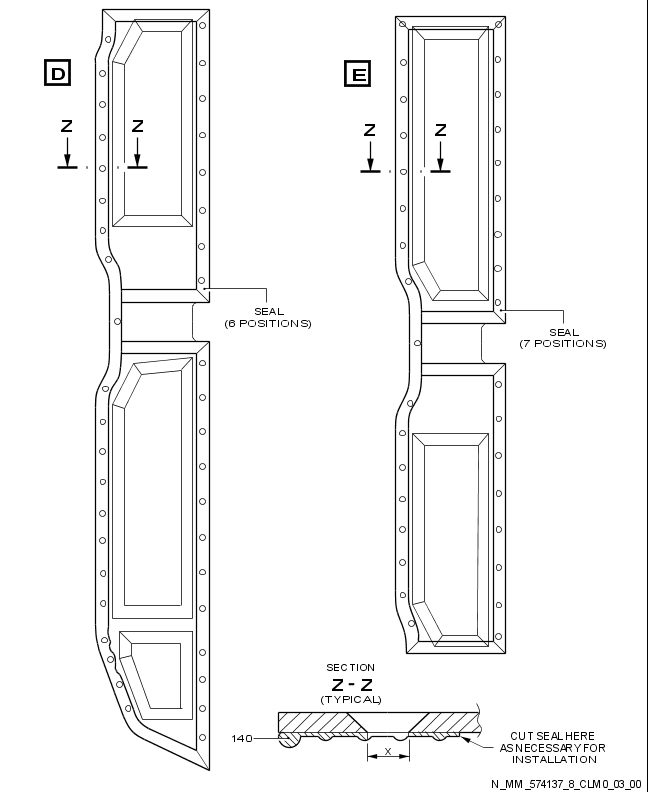 D
E
Z Z
Z Z
SEAL
(6 POSITIONS)
SEAL
(7 POSITIONS)
SECTION
Z - Z
(TYPICAL)
140
X
CUT SEAL HERE
AS NECESSARY FOR
INSTALLATION
N_MM_574137_8_CLM0_03_00